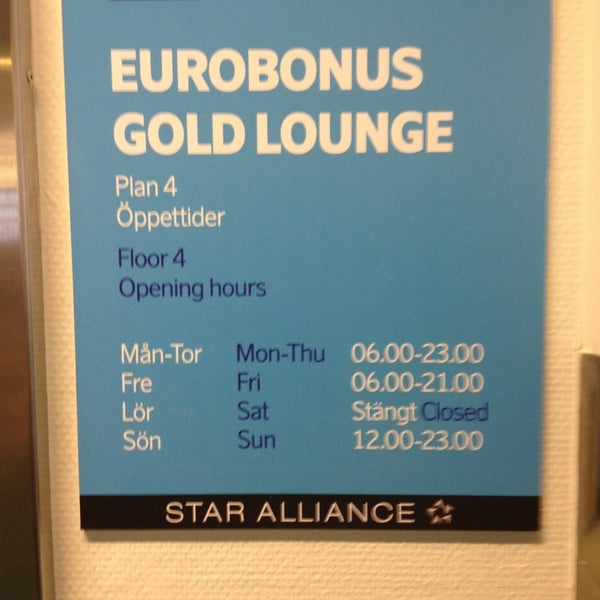 EUROBONUS
GOLD LOUNGE
Plan 4
Öppettider
Floor 4
Opening hours
Mån-Tor Mon-Thu 06.00-23.00
Fre Fri 06.00-21.00
Lör Sat Stängt Closed
Sön Sun 12.00-23.00
STAR ALLIANCE